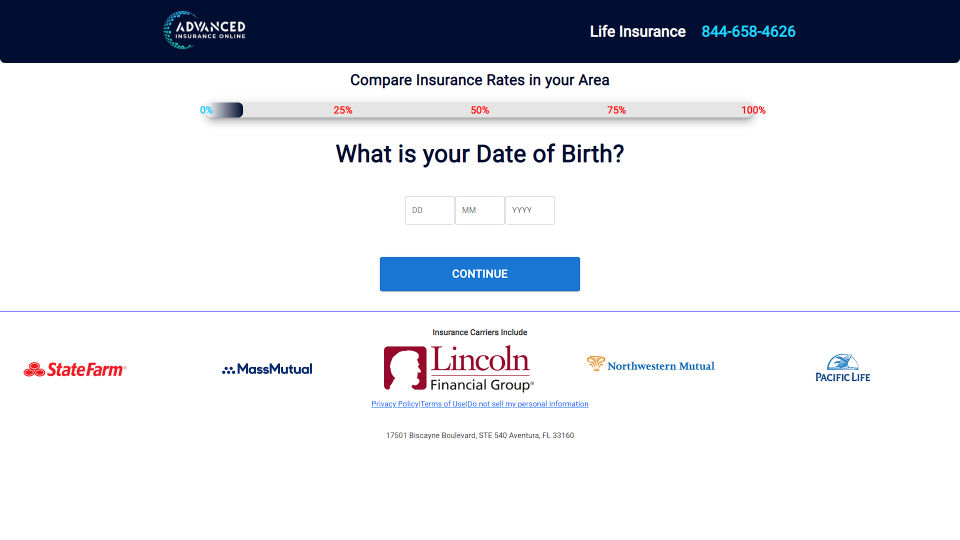 ADVANCED
INSURANCE ONLINE
Life Insurance 844-658-4626
Compare Insurance Rates in your Area
0% 25% 50% 75% 100%
What is your Date of Birth?
DD MM YYYY
CONTINUE
Insurance Carriers Include
StateFarm®
MassMutual
Lincoln
Financial Group®
Northwestern Mutual
PACIFIC LIFE
Privacy Policy|Terms of Use|Do not sell my personal information
17501 Biscayne Boulevard, STE 540 Aventura, FL 33160